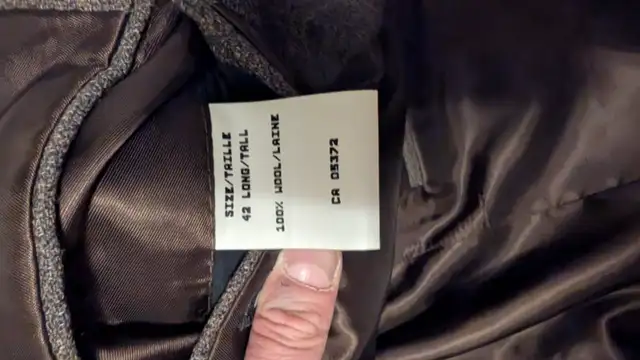 SIZE/TAILLE
42 LONG/TALL
100% WOOL/LAINE
CA 05372